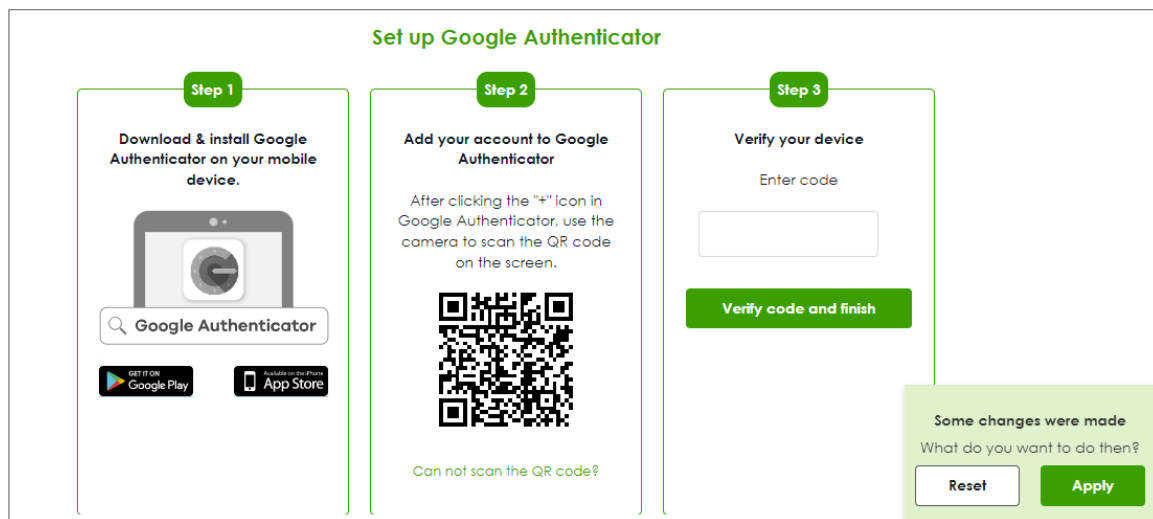 Set up Google Authenticator
Step 1
Download & install Google
Authenticator on your mobile
device.
Google Authenticator
GET IT ON
Google Play
Available on the iPhone
App Store
Step 2
Add your account to Google
Authenticator
After clicking the "+" icon in
Google Authenticator, use the
camera to scan the QR code
on the screen.
Can not scan the QR code?
Step 3
Verify your device
Enter code
Verify code and finish
Some changes were made
What do you want to do then?
Reset
Apply